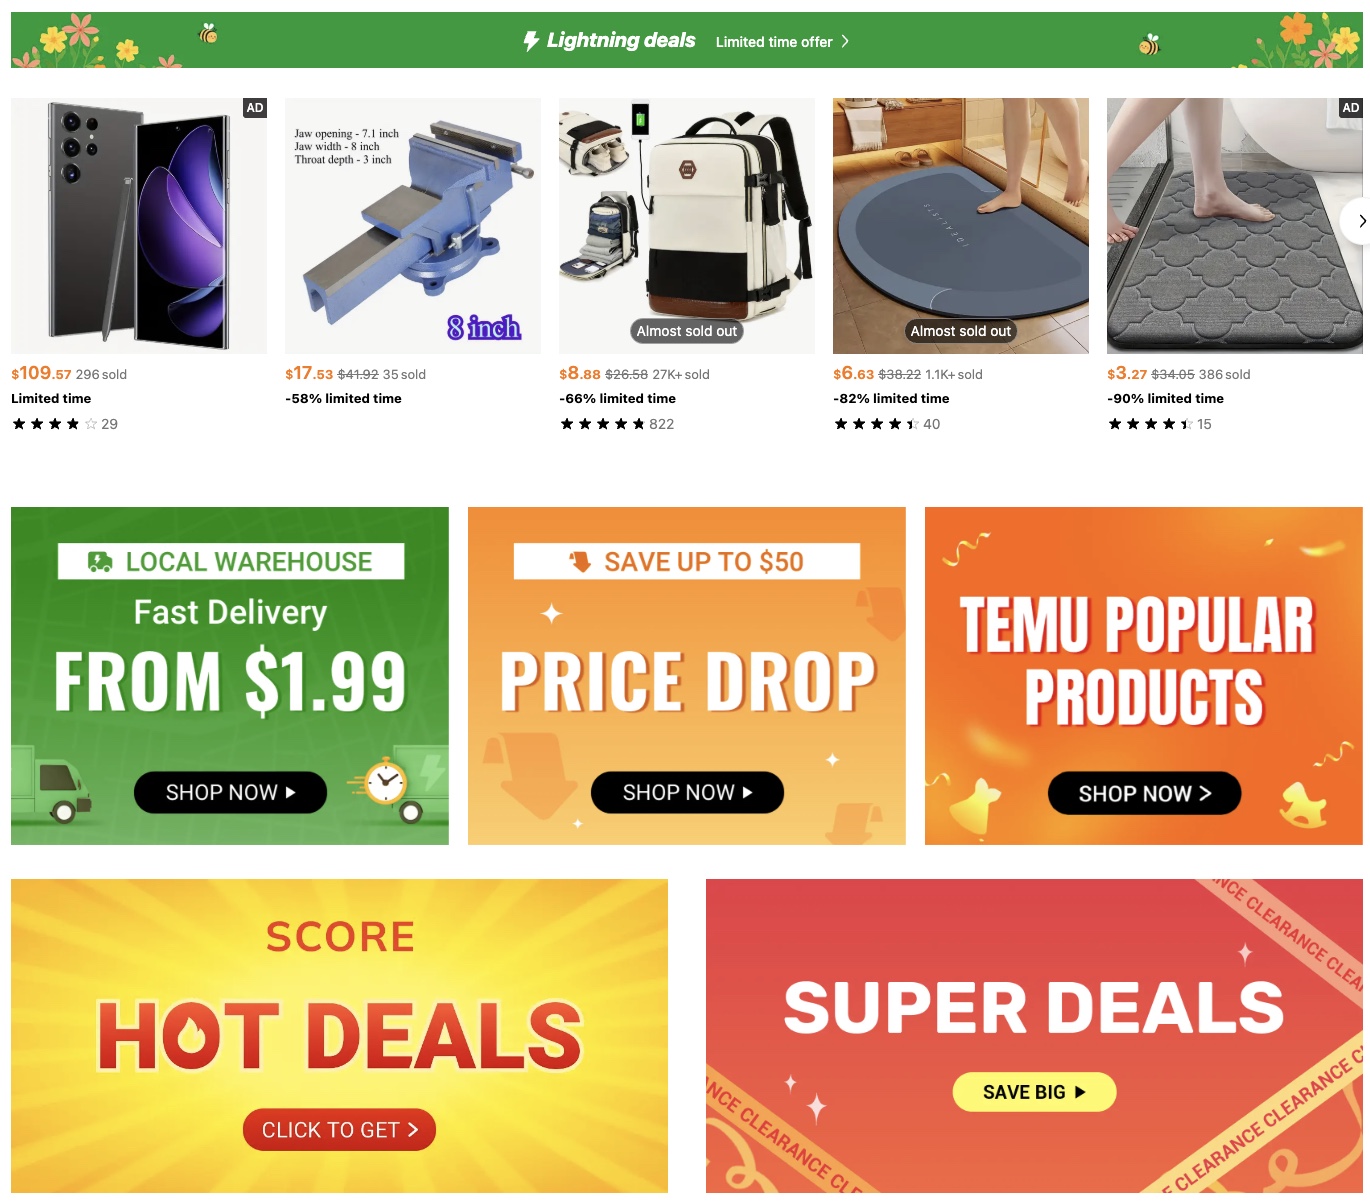 Lightning deals Limited time offer
AD
Jaw opening - 7.1 inch
Jaw width - 8 inch
Throat depth - 3 inch
8 inch
Almost sold out
IDEALISTS
Almost sold out
AD
$109.57 296 sold
Limited time
29
$17.53 $41.92 35 sold
-58% limited time
$8.88 $26.58 27K+ sold
-66% limited time
822
$6.63 $38.22 1.1K+ sold
-82% limited time
40
$3.27 $34.05 386 sold
-90% limited time
15
LOCAL WAREHOUSE
Fast Delivery
FROM $1.99
SHOP NOW
SAVE UP TO $50
PRICE DROP
SHOP NOW
TEMU POPULAR
PRODUCTS
SHOP NOW >
SCORE
HOT DEALS
CLICK TO GET >
NCE CLEARANCE CLEA
SUPER DEALS
SAVE BIG
NCE CLEARANCE CLE
E CLEARANCE CLEARANCE C